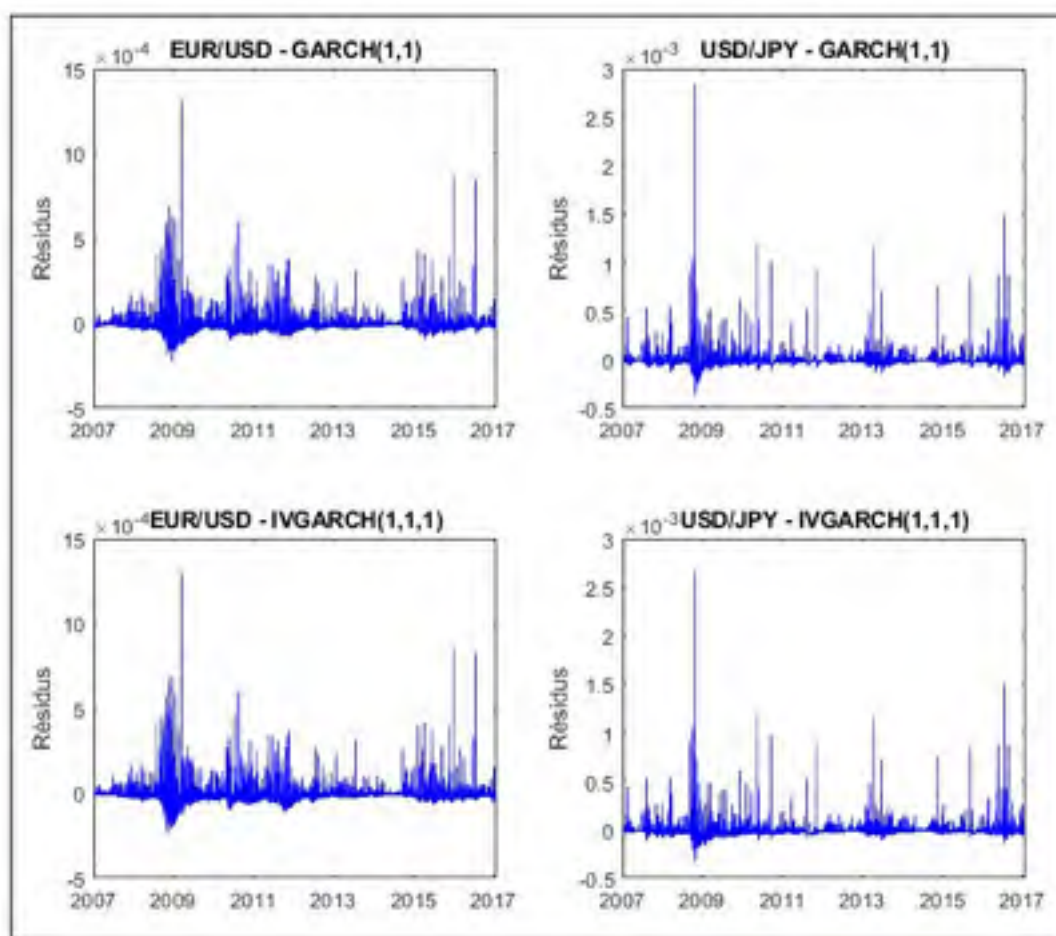 EUR/USD - GARCH(1,1)
×10⁻⁴
15
10
5
0
-5
Résidus
2007 2009 2011 2013 2015 2017
USD/JPY - GARCH(1,1)
×10⁻³
3
2.5
2
1.5
1
0.5
0
-0.5
Résidus
2007 2009 2011 2013 2015 2017
×10⁻⁴EUR/USD - IVGARCH(1,1,1)
15
10
5
0
-5
Résidus
2007 2009 2011 2013 2015 2017
×10⁻³USD/JPY - IVGARCH(1,1,1)
3
2.5
2
1.5
1
0.5
0
-0.5
Résidus
2007 2009 2011 2013 2015 2017